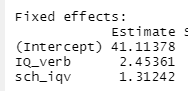 Fixed effects:
Estimate S
(Intercept) 41.11378
IQ_verb 2.45361
sch_iqv 1.31242